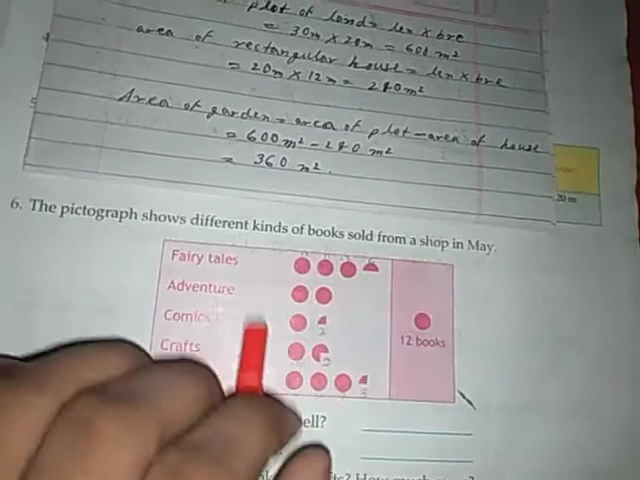 plot of land = len x bre
= 30m x 20m = 600 m²
area of rectangular house = len x bre
= 20m x 12m = 240m²
Area of garden = area of plot - area of house
= 600m² - 240 m²
= 360 m².
20 m
6. The pictograph shows different kinds of books sold from a shop in May.
Fairy tales
Adventure
Comic
Crafts
12 books
ell?